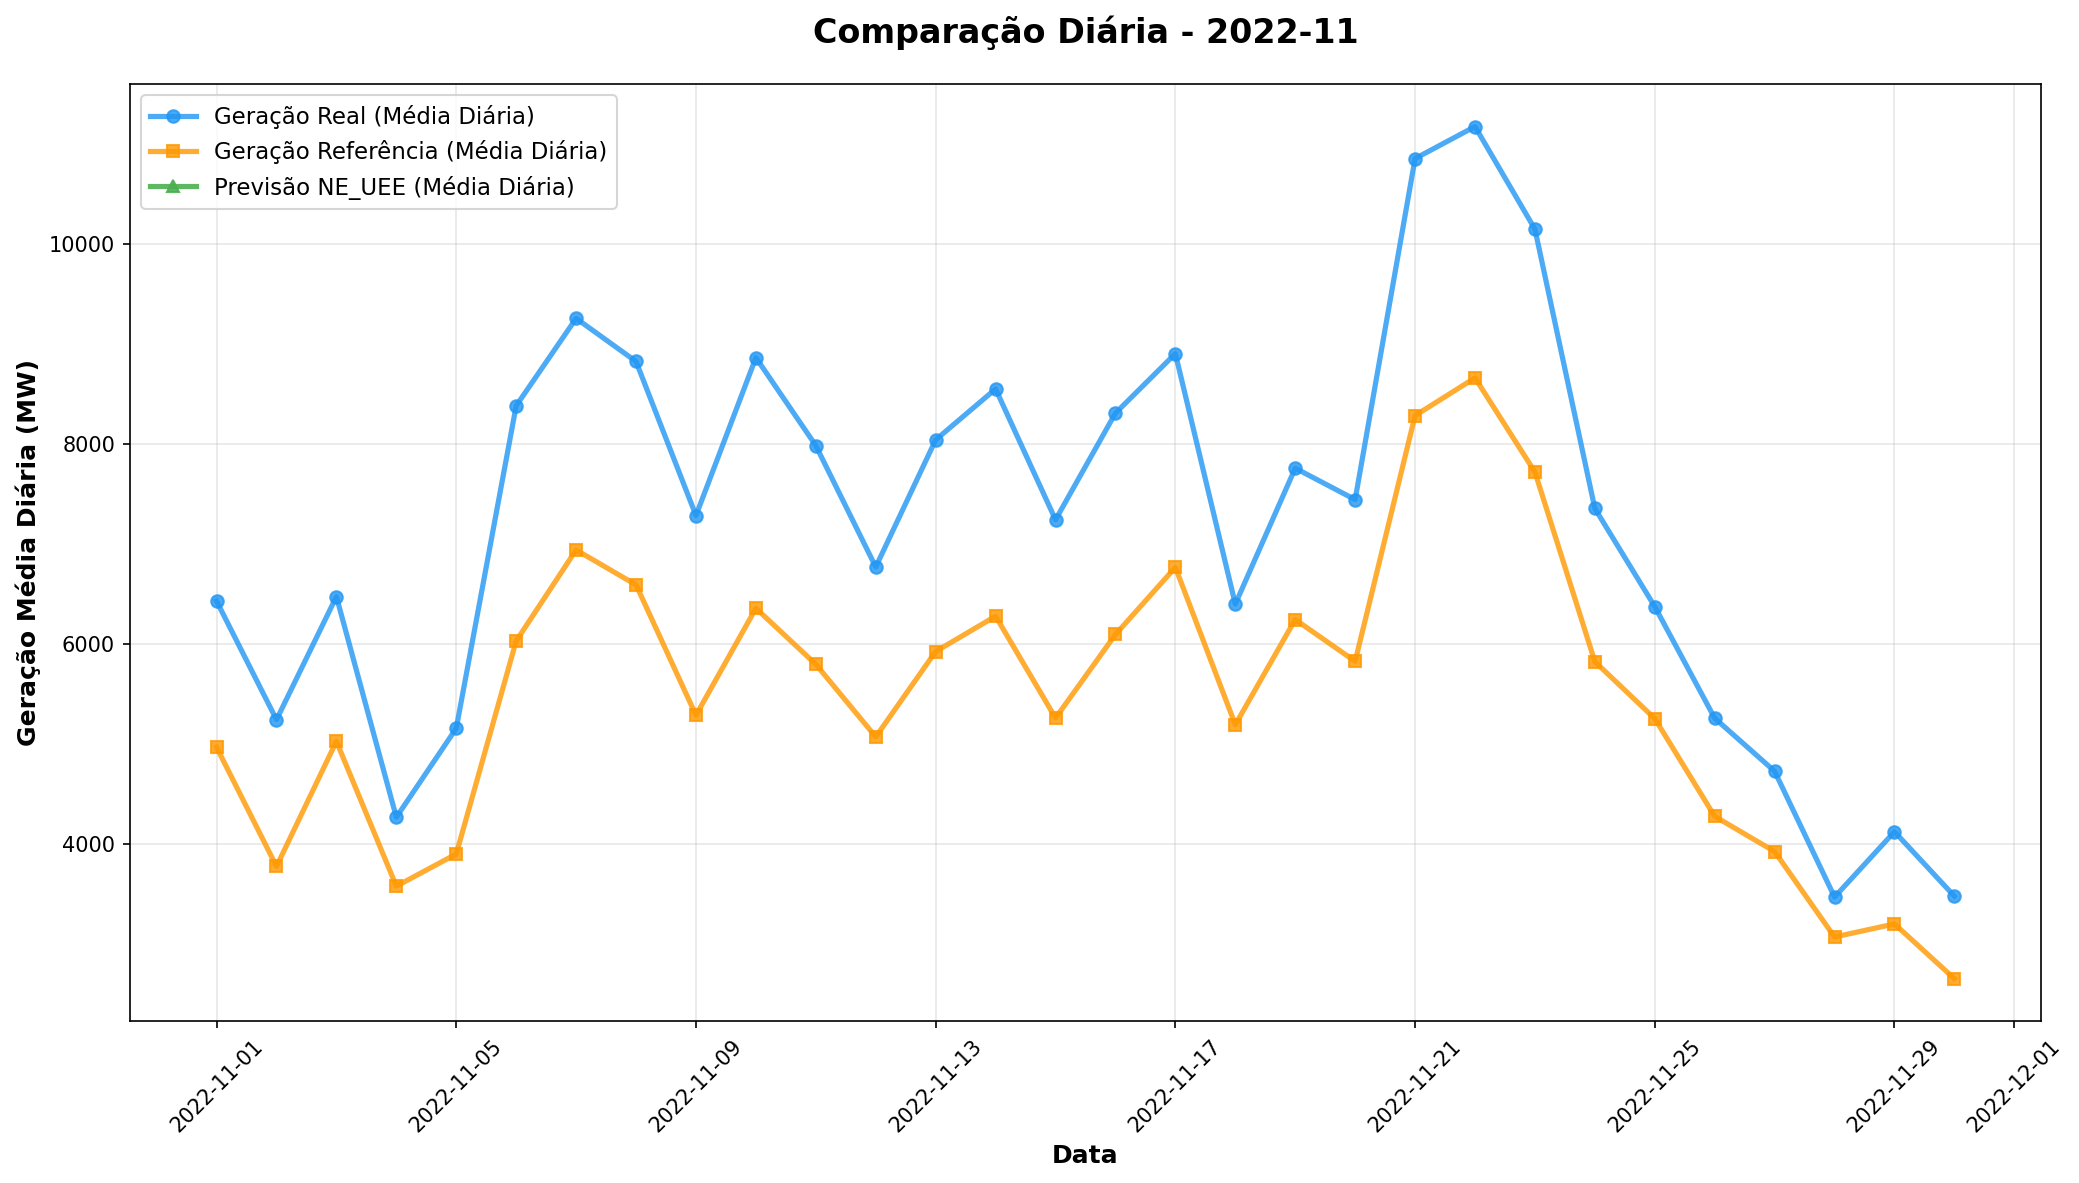 Comparação Diária - 2022-11
Geração Real (Média Diária)
Geração Referência (Média Diária)
Previsão NE_UEE (Média Diária)
Geração Média Diária (MW)
10000
8000
6000
4000
2022-11-01
2022-11-05
2022-11-09
2022-11-13
2022-11-17
2022-11-21
2022-11-25
2022-11-29
2022-12-01
Data